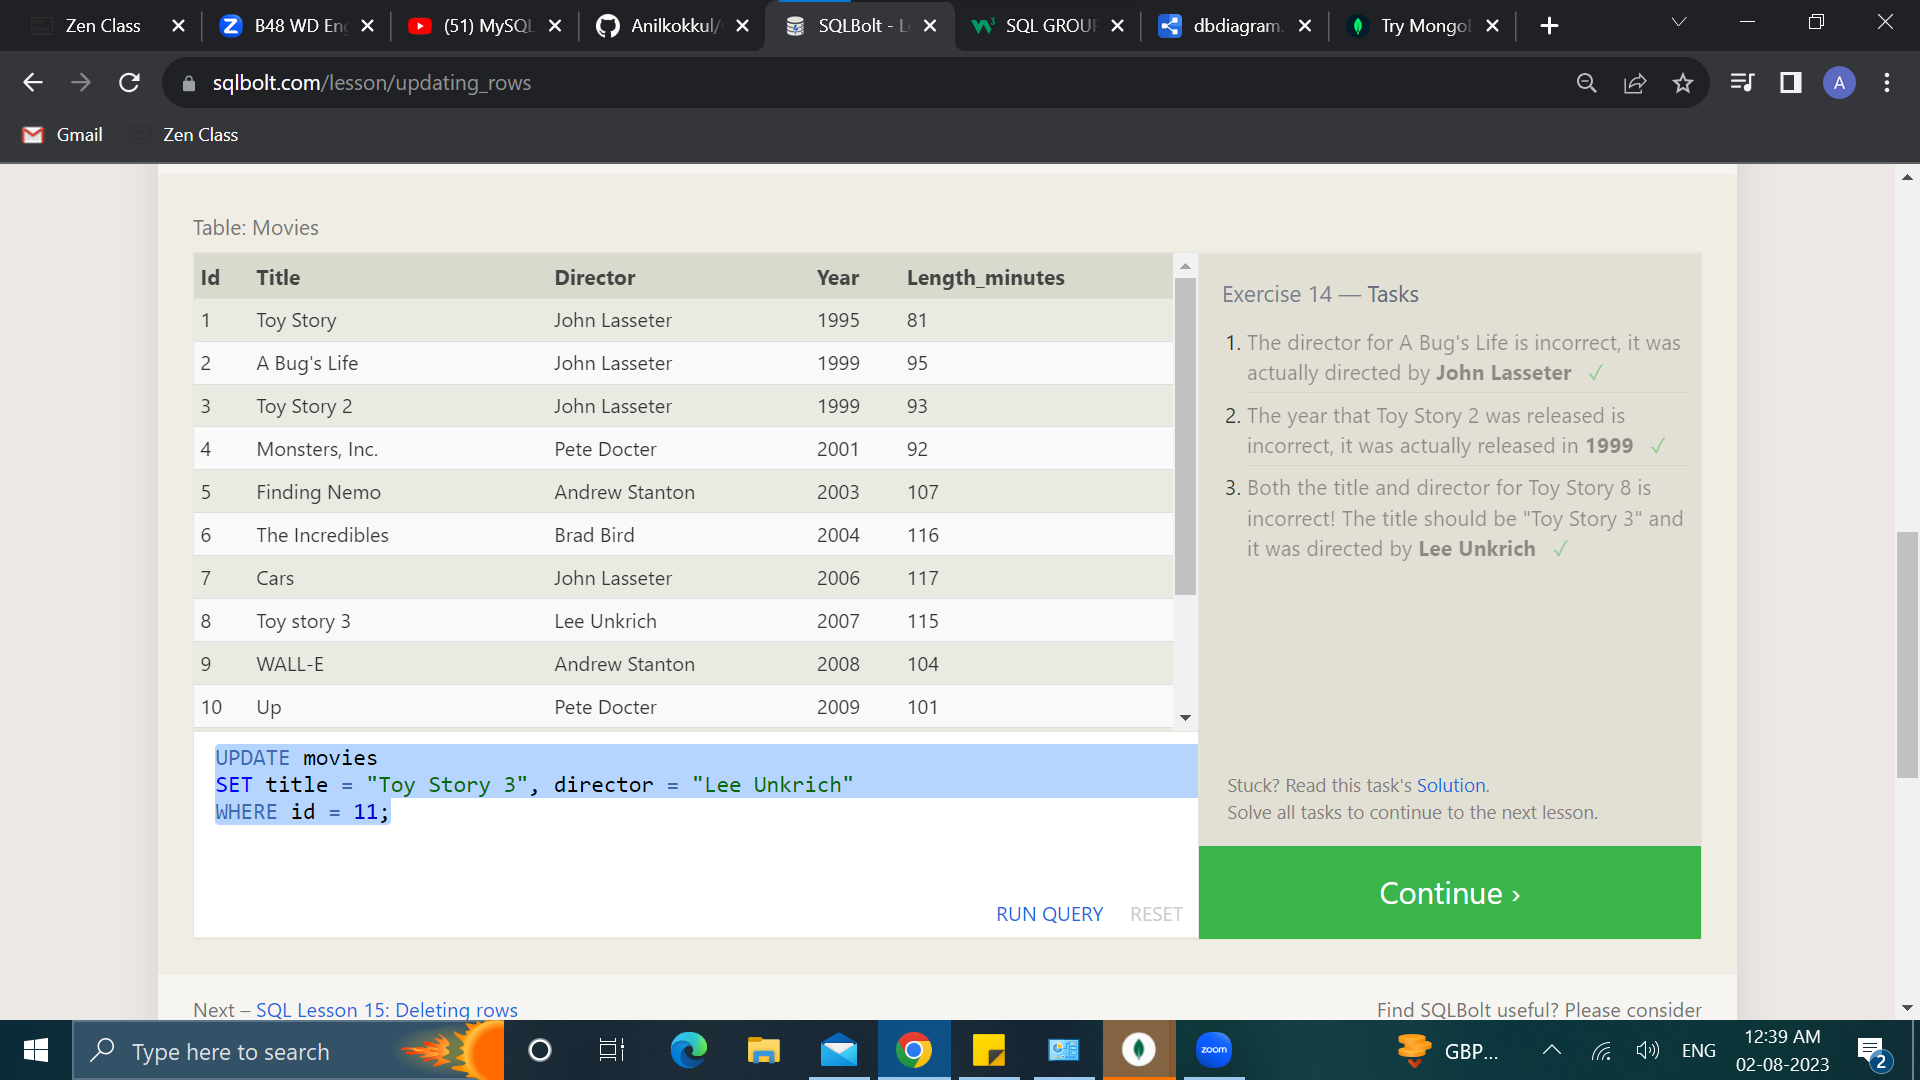 Zen Class
B48 WD Eng
(51) MySQL
Anilkokkul/
SQLBolt - Le
SQL GROUP
dbdiagram.
Try MongoD
sqlbolt.com/lesson/updating_rows
A
Gmail
Zen Class
Table: Movies
Id Title Director Year Length_minutes
1 Toy Story John Lasseter 1995 81
2 A Bug's Life John Lasseter 1999 95
3 Toy Story 2 John Lasseter 1999 93
4 Monsters, Inc. Pete Docter 2001 92
5 Finding Nemo Andrew Stanton 2003 107
6 The Incredibles Brad Bird 2004 116
7 Cars John Lasseter 2006 117
8 Toy story 3 Lee Unkrich 2007 115
9 WALL-E Andrew Stanton 2008 104
10 Up Pete Docter 2009 101
UPDATE movies
SET title = "Toy Story 3", director = "Lee Unkrich"
WHERE id = 11;
RUN QUERY RESET
Exercise 14 — Tasks
1. The director for A Bug's Life is incorrect, it was
actually directed by John Lasseter ✓
2. The year that Toy Story 2 was released is
incorrect, it was actually released in 1999 ✓
3. Both the title and director for Toy Story 8 is
incorrect! The title should be "Toy Story 3" and
it was directed by Lee Unkrich ✓
Stuck? Read this task's Solution.
Solve all tasks to continue to the next lesson.
Continue ›
Next – SQL Lesson 15: Deleting rows
Find SQLBolt useful? Please consider
Type here to search
zoom
GBP...
ENG
12:39 AM
02-08-2023
2